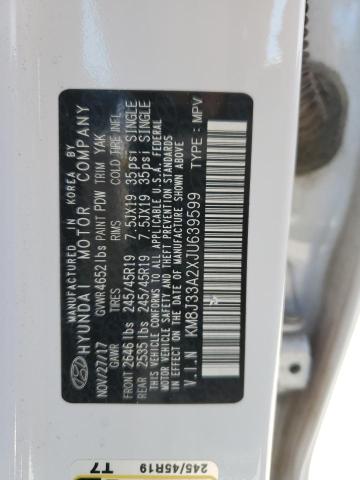 MANUFACTURED IN KOREA BY
HYUNDAI MOTOR COMPANY
NOV/27/17 GVWR 4652 lbs PAINT PDW TRIM YAK
GAWR TIRES RIMS COLD TIRE INFL
FRONT 2646 lbs 245/45R19 7.5JX19 35psi SINGLE
REAR 2535 lbs 245/45R19 7.5JX19 35psi SINGLE
THIS VEHICLE CONFORMS TO ALL APPLICABLE U.S.A. FEDERAL
MOTOR VEHICLE SAFETY, BUMPER, AND THEFT PREVENTION STANDARDS
IN EFFECT ON THE DATE OF MANUFACTURE SHOWN ABOVE.
V.I.N KM8J33A2XJU639599 TYPE: MPV
245/45R19
T7